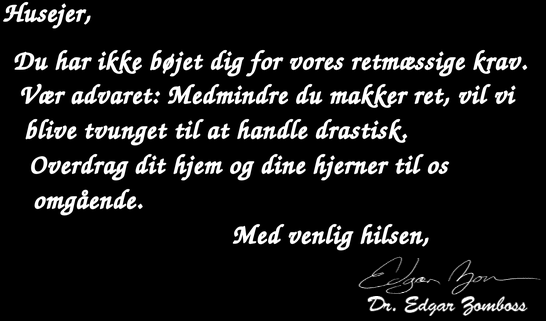 Husejer,
Du har ikke bøjet dig for vores retmæssige krav.
Vær advaret: Medmindre du makker ret, vil vi
blive tvunget til at handle drastisk.
Overdrag dit hjem og dine hjerner til os
omgående.
Med venlig hilsen,
Edgar Zom
Dr. Edgar Zomboss